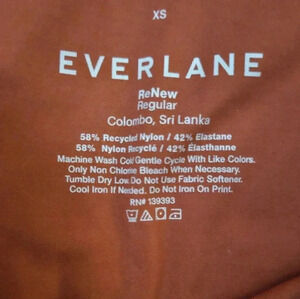 XS
EVERLANE
ReNew
Regular
Colombo, Sri Lanka
58% Recycled Nylon / 42% Elastane
58% Nylon Recyclé / 42% Élasthanne
Machine Wash Cold Gentle Cycle With Like Colors.
Only Non Chlorine Bleach When Necessary.
Tumble Dry Low. Do Not Use Fabric Softener.
Cool Iron If Needed. Do Not Iron On Print.
RN# 139393